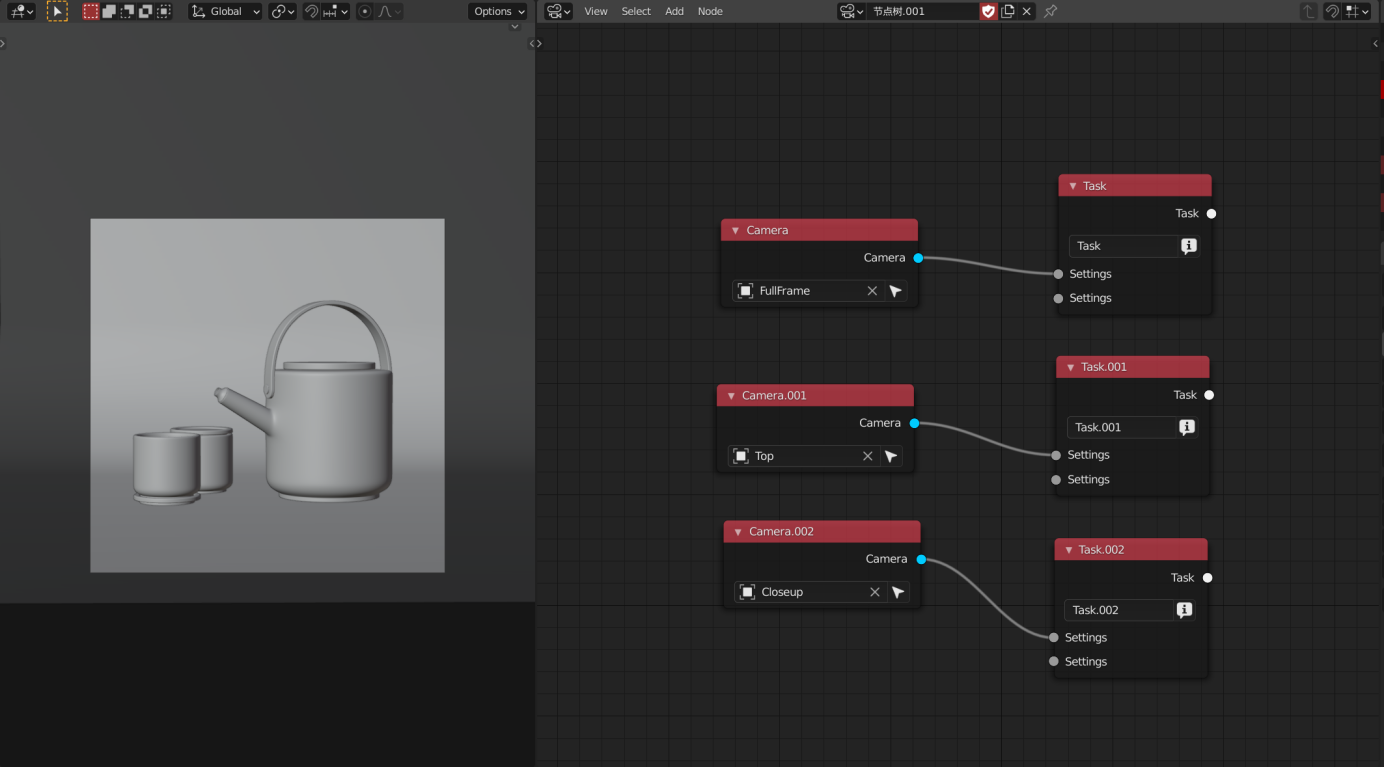 Global
Options
View Select Add Node
节点树.001
Task
Task
Task
Settings
Settings
Camera
Camera
FullFrame
Task.001
Task
Task.001
Settings
Settings
Camera.001
Camera
Top
Camera.002
Camera
Closeup
Task.002
Task
Task.002
Settings
Settings